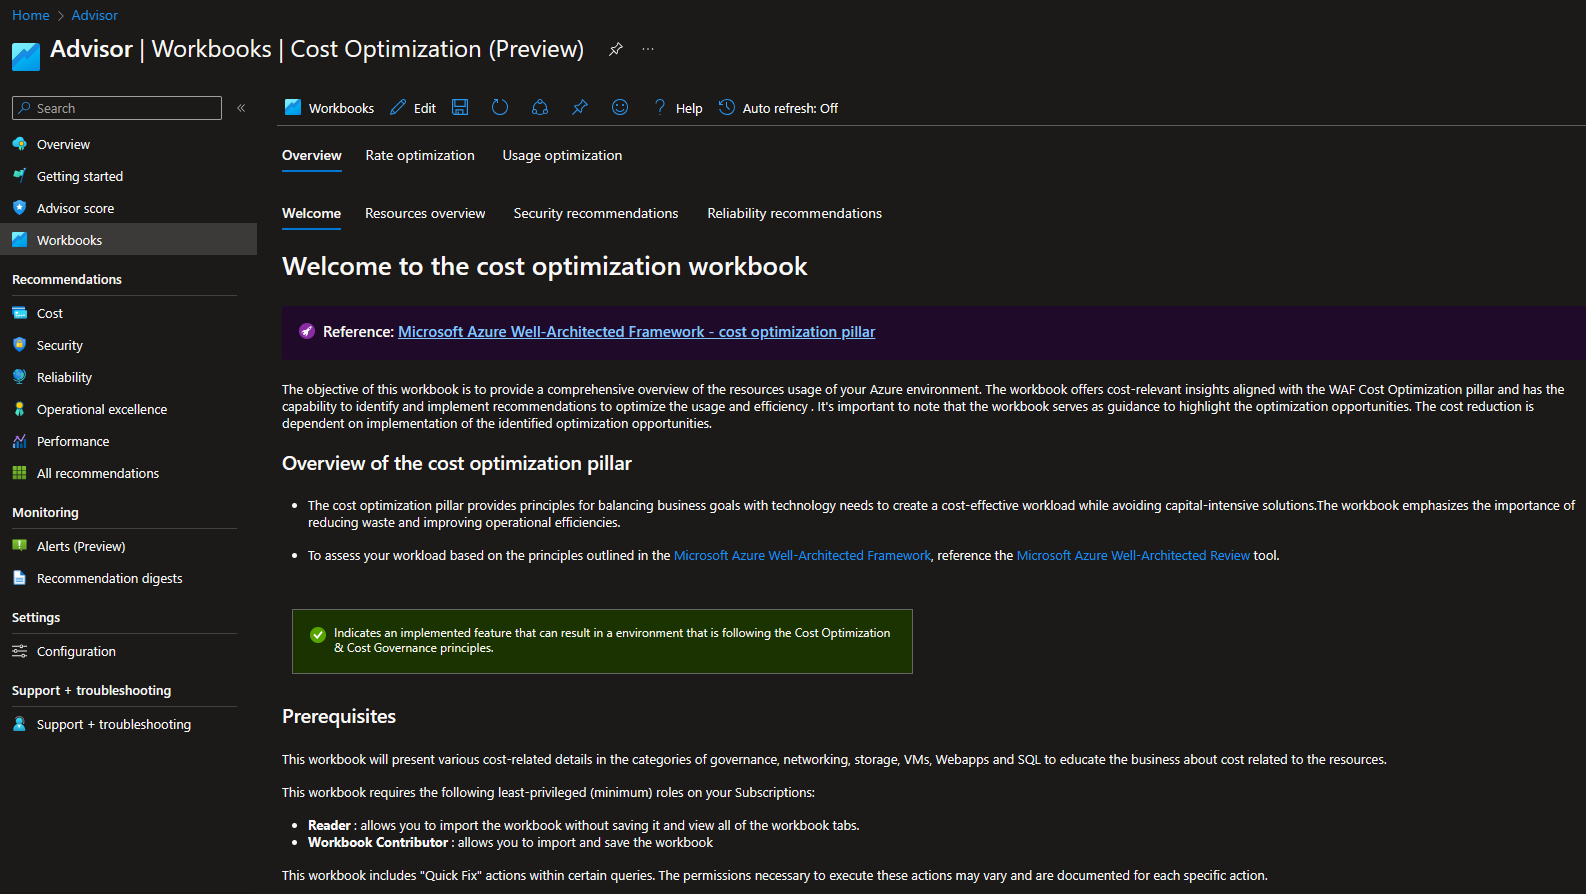 Home > Advisor
Advisor | Workbooks | Cost Optimization (Preview)
Search
Overview
Getting started
Advisor score
Workbooks
Recommendations
Cost
Security
Reliability
Operational excellence
Performance
All recommendations
Monitoring
Alerts (Preview)
Recommendation digests
Settings
Configuration
Support + troubleshooting
Support + troubleshooting
Workbooks Edit Help Auto refresh: Off
Overview Rate optimization Usage optimization
Welcome Resources overview Security recommendations Reliability recommendations
Welcome to the cost optimization workbook
Reference: Microsoft Azure Well-Architected Framework - cost optimization pillar
The objective of this workbook is to provide a comprehensive overview of the resources usage of your Azure environment. The workbook offers cost-relevant insights aligned with the WAF Cost Optimization pillar and has the
capability to identify and implement recommendations to optimize the usage and efficiency . It's important to note that the workbook serves as guidance to highlight the optimization opportunities. The cost reduction is
dependent on implementation of the identified optimization opportunities.
Overview of the cost optimization pillar
• The cost optimization pillar provides principles for balancing business goals with technology needs to create a cost-effective workload while avoiding capital-intensive solutions.The workbook emphasizes the importance of
reducing waste and improving operational efficiencies.
• To assess your workload based on the principles outlined in the Microsoft Azure Well-Architected Framework, reference the Microsoft Azure Well-Architected Review tool.
Indicates an implemented feature that can result in a environment that is following the Cost Optimization
& Cost Governance principles.
Prerequisites
This workbook will present various cost-related details in the categories of governance, networking, storage, VMs, Webapps and SQL to educate the business about cost related to the resources.
This workbook requires the following least-privileged (minimum) roles on your Subscriptions:
• Reader : allows you to import the workbook without saving it and view all of the workbook tabs.
• Workbook Contributor : allows you to import and save the workbook
This workbook includes "Quick Fix" actions within certain queries. The permissions necessary to execute these actions may vary and are documented for each specific action.